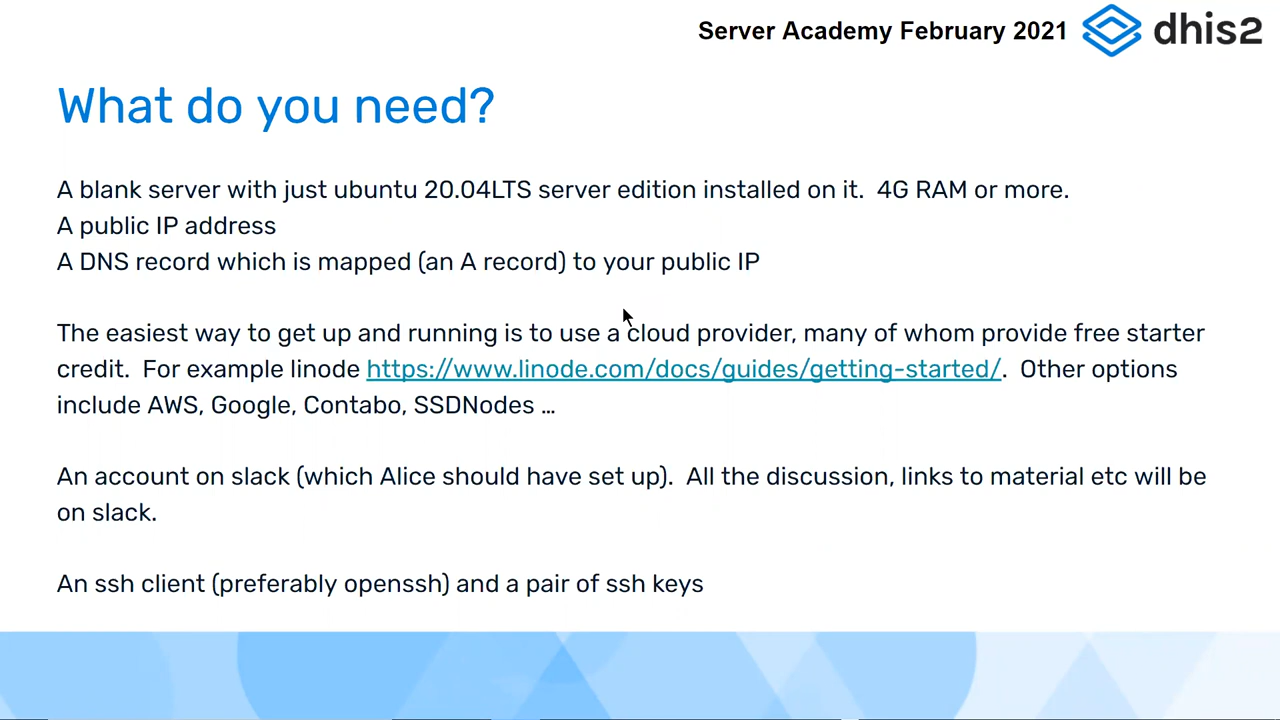 Server Academy February 2021
dhis2
What do you need?
A blank server with just ubuntu 20.04LTS server edition installed on it.  4G RAM or more.
A public IP address
A DNS record which is mapped (an A record) to your public IP
The easiest way to get up and running is to use a cloud provider, many of whom provide free starter
credit.  For example linode https://www.linode.com/docs/guides/getting-started/.  Other options
include AWS, Google, Contabo, SSDNodes ...
An account on slack (which Alice should have set up).  All the discussion, links to material etc will be
on slack.
An ssh client (preferably openssh) and a pair of ssh keys